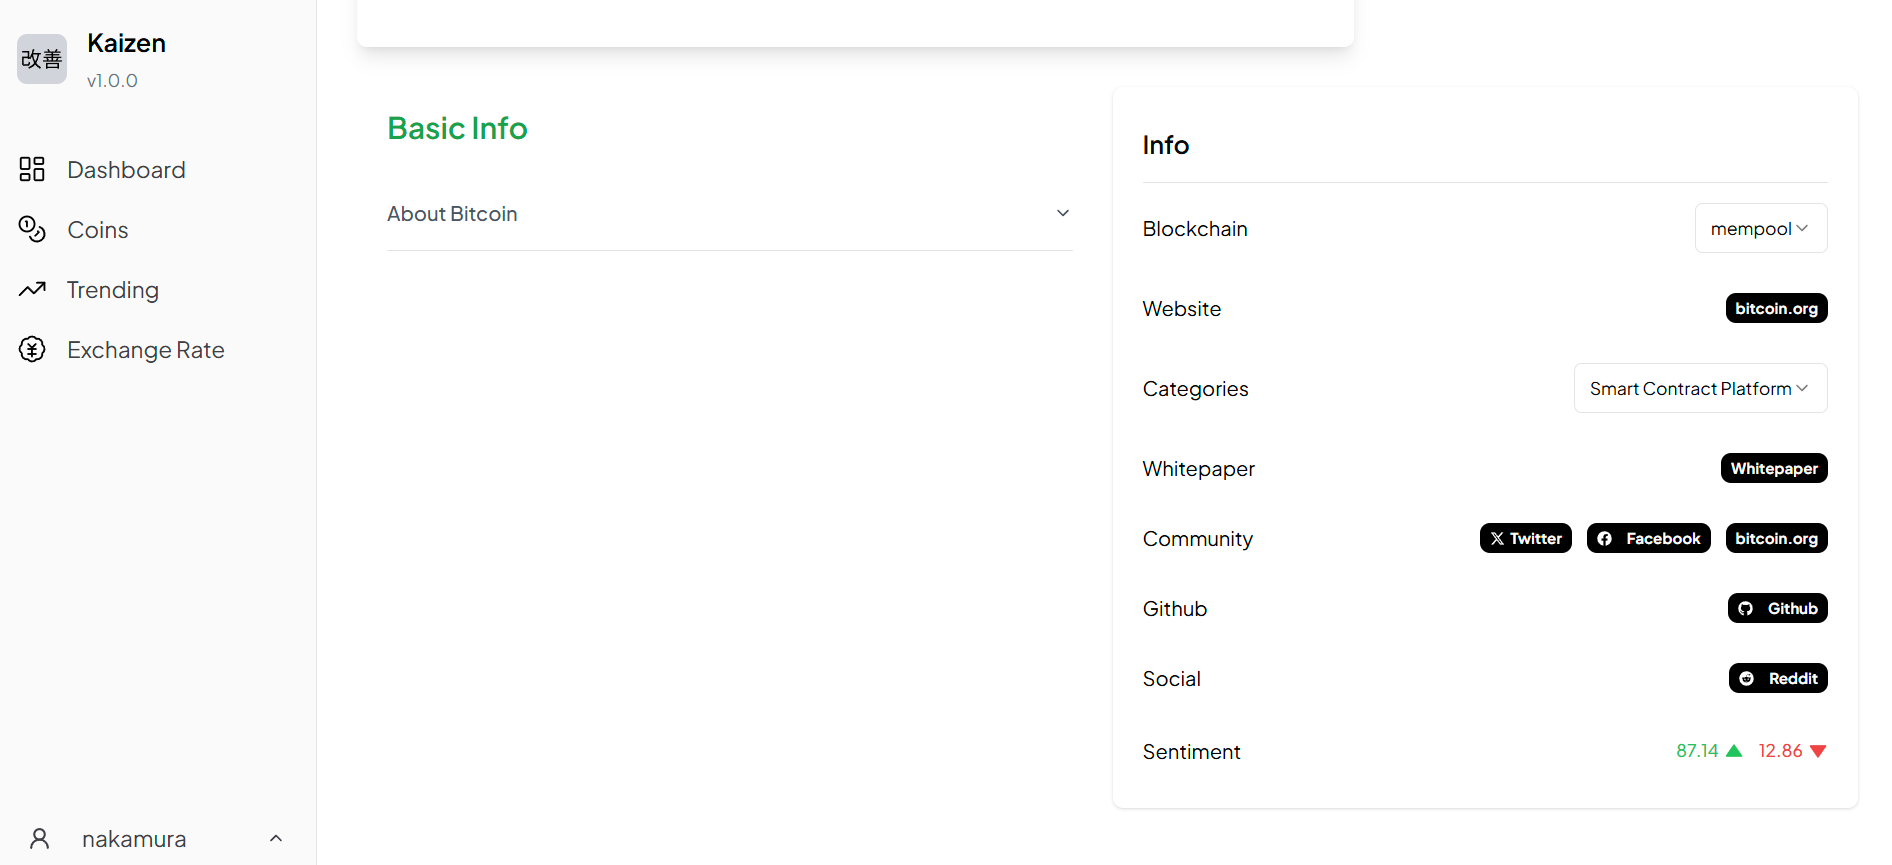 改善
Kaizen
v1.0.0
Dashboard
Coins
Trending
Exchange Rate
nakamura
Basic Info
About Bitcoin
Info
Blockchain
mempool
Website
bitcoin.org
Categories
Smart Contract Platform
Whitepaper
Whitepaper
Community
Twitter
Facebook
bitcoin.org
Github
Github
Social
Reddit
Sentiment
87.14
12.86